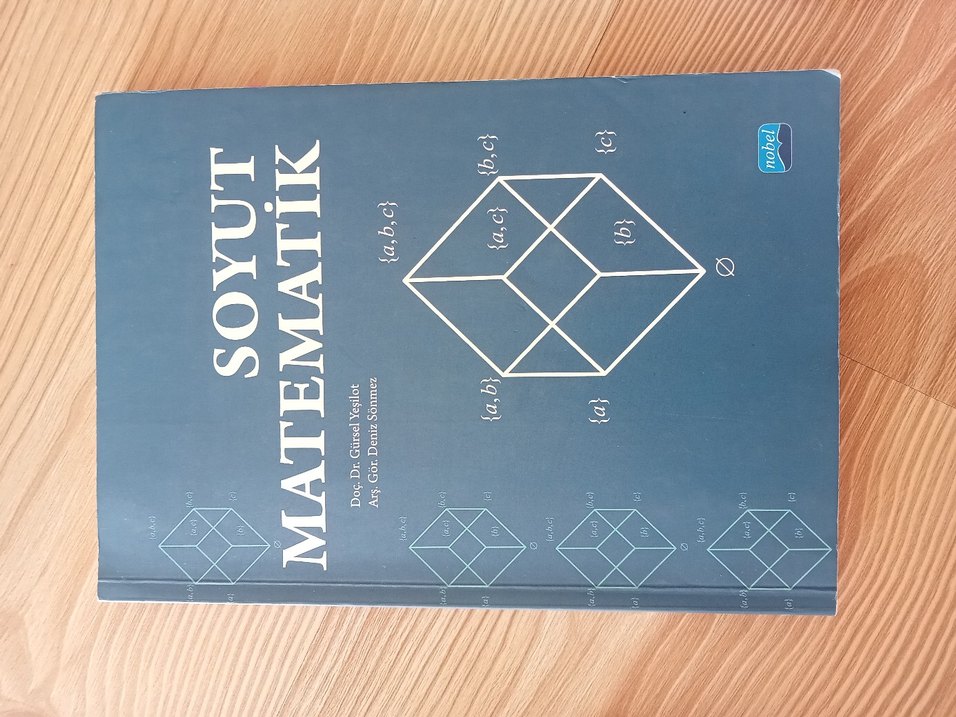 SOYUT
MATEMATİK
Doç. Dr. Gürsel Yeşilot
Arş. Gör. Deniz Sönmez
{a,b,c}
{a,b}
{a,c}
{b,c}
{a}
{b}
{c}
∅
nobel
{a,b,c}
{a,b}
{a,c}
{b,c}
{a}
{b}
{c}
∅
{a,b,c}
{a,b}
{a,c}
{b,c}
{a}
{b}
{c}
∅
{a,b,c}
{a,b}
{a,c}
{b,c}
{a}
{b}
{c}
∅
{a,b,c}
{a,b}
{a,c}
{b,c}
{a}
{b}
{c}
∅